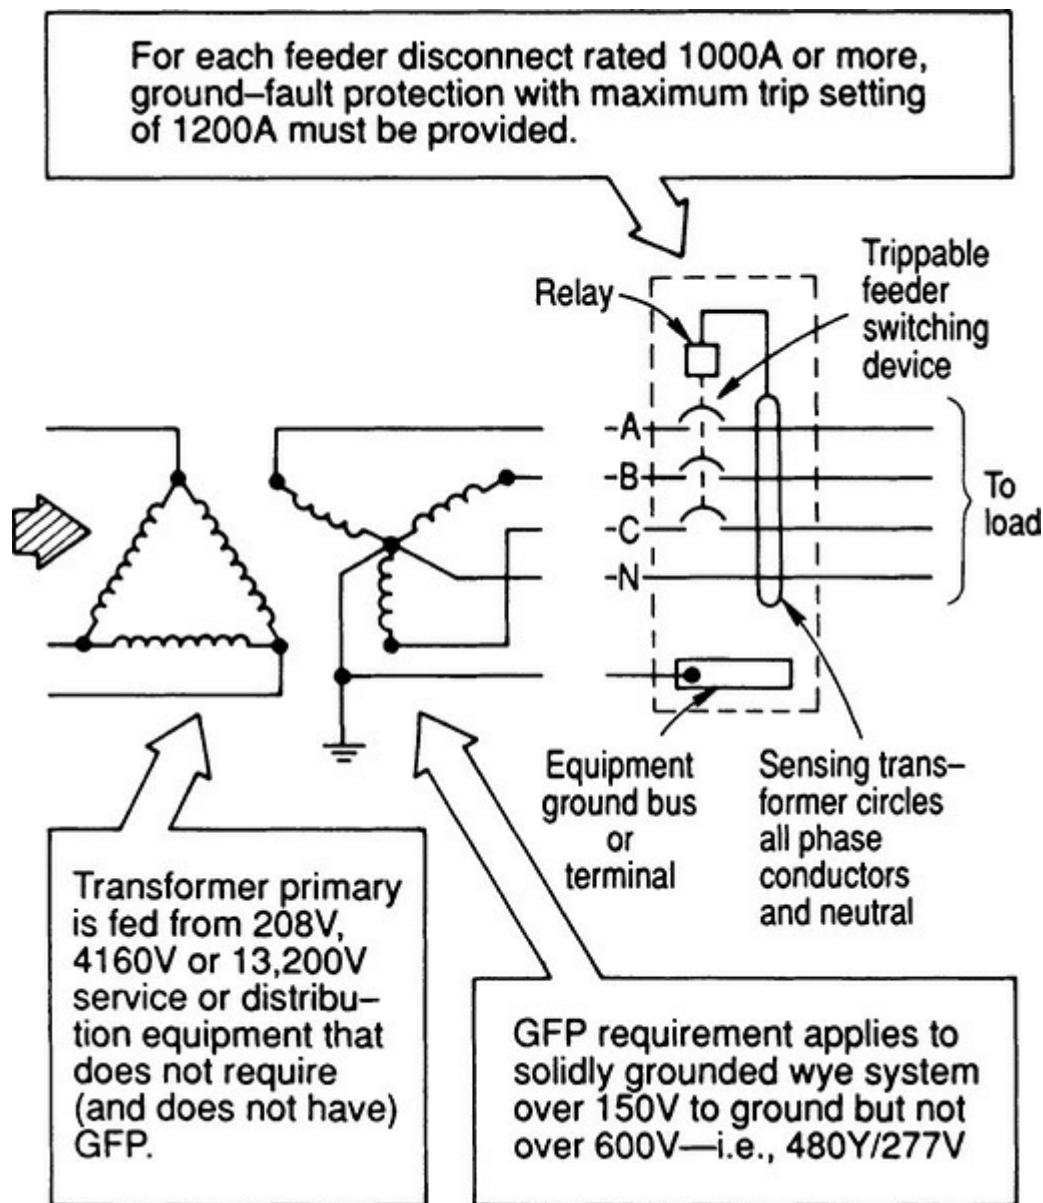 For each feeder disconnect rated 1000A or more,
ground–fault protection with maximum trip setting
of 1200A must be provided.
Relay
Trippable
feeder
switching
device
A
B
C
N
To
load
Equipment
ground bus
or
terminal
Sensing trans–
former circles
all phase
conductors
and neutral
Transformer primary
is fed from 208V,
4160V or 13,200V
service or distribu–
tion equipment that
does not require
(and does not have)
GFP.
GFP requirement applies to
solidly grounded wye system
over 150V to ground but not
over 600V—i.e., 480Y/277V